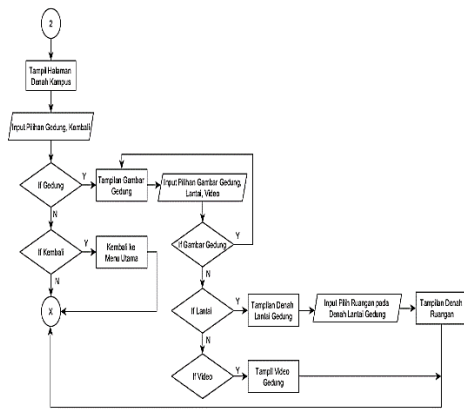 2
Tampil Halaman
Denah Kampus
Input Pilihan Gedung, Kembali
If Gedung
Y
Tampilan Gambar
Gedung
Input Pilihan Gambar Gedung,
Lantai, Video
N
If Gambar Gedung
Y
If Kembali
Y
Kembali ke
Menu Utama
N
N
X
If Lantai
Y
Tampilan Denah
Lantai Gedung
Input Pilih Ruangan pada
Denah Lantai Gedung
Tampilan Denah
Ruangan
N
If Video
Y
Tampil Video
Gedung